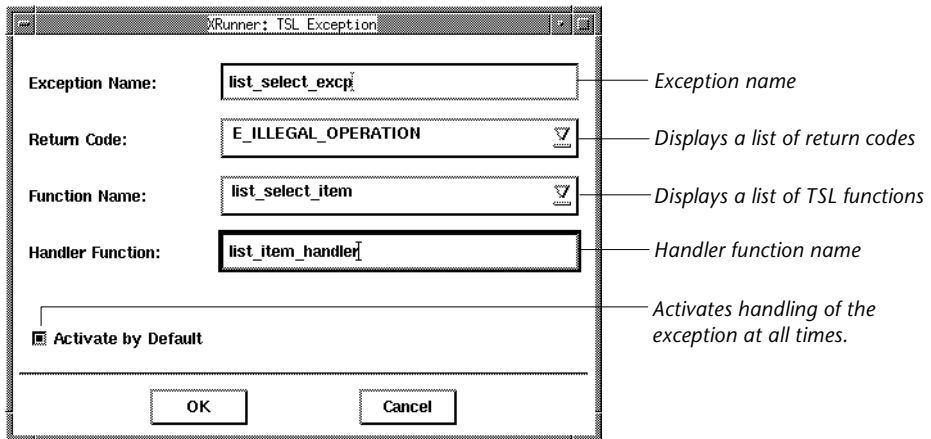 XRunner: TSL Exception
Exception Name:
list_select_excp
Exception name
Return Code:
E_ILLEGAL_OPERATION
Displays a list of return codes
Function Name:
list_select_item
Displays a list of TSL functions
Handler Function:
list_item_handler
Handler function name
Activates handling of the
exception at all times.
Activate by Default
OK
Cancel